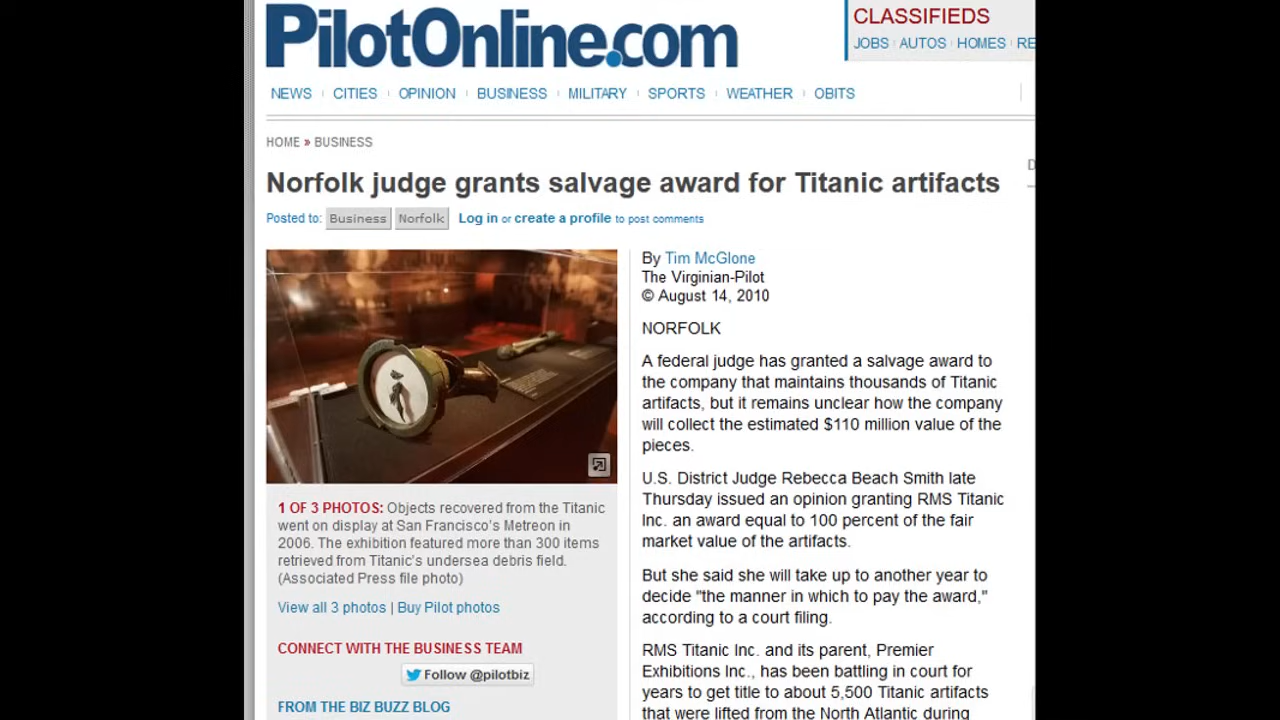 PilotOnline.com
CLASSIFIEDS
JOBS AUTOS HOMES RE
NEWS CITIES OPINION BUSINESS MILITARY SPORTS WEATHER OBITS
HOME » BUSINESS
D
Norfolk judge grants salvage award for Titanic artifacts
Posted to: Business Norfolk Log in or create a profile to post comments
1 OF 3 PHOTOS: Objects recovered from the Titanic
went on display at San Francisco's Metreon in
2006. The exhibition featured more than 300 items
retrieved from Titanic's undersea debris field.
(Associated Press file photo)
View all 3 photos | Buy Pilot photos
CONNECT WITH THE BUSINESS TEAM
Follow @pilotbiz
FROM THE BIZ BUZZ BLOG
By Tim McGlone
The Virginian-Pilot
© August 14, 2010
NORFOLK
A federal judge has granted a salvage award to
the company that maintains thousands of Titanic
artifacts, but it remains unclear how the company
will collect the estimated $110 million value of the
pieces.
U.S. District Judge Rebecca Beach Smith late
Thursday issued an opinion granting RMS Titanic
Inc. an award equal to 100 percent of the fair
market value of the artifacts.
But she said she will take up to another year to
decide "the manner in which to pay the award,"
according to a court filing.
RMS Titanic Inc. and its parent, Premier
Exhibitions Inc., has been battling in court for
years to get title to about 5,500 Titanic artifacts
that were lifted from the North Atlantic during